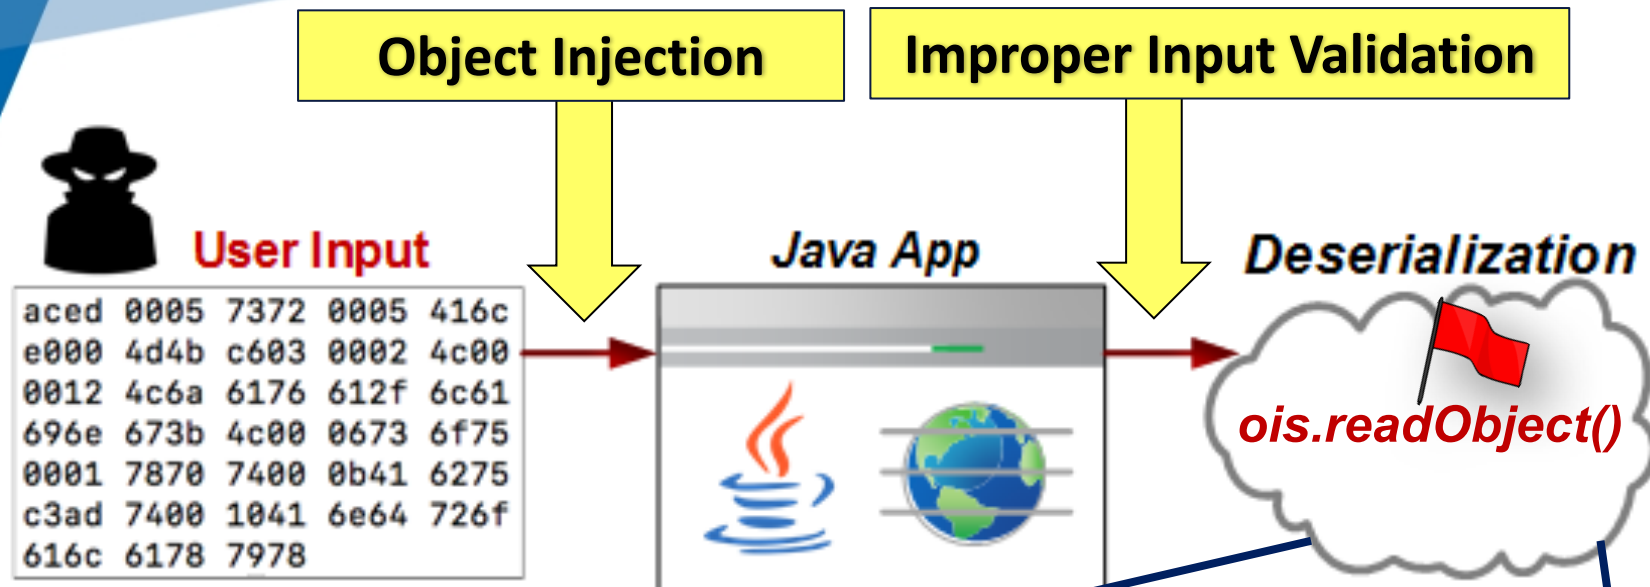 Object Injection
Improper Input Validation
User Input
Java App
Deserialization
aced 0005 7372 0005 416c
e000 4d4b c603 0002 4c00
0012 4c6a 6176 612f 6c61
696e 673b 4c00 0673 6f75
0001 7870 7400 0b41 6275
c3ad 7400 1041 6e64 726f
616c 6178 7978
ois.readObject()